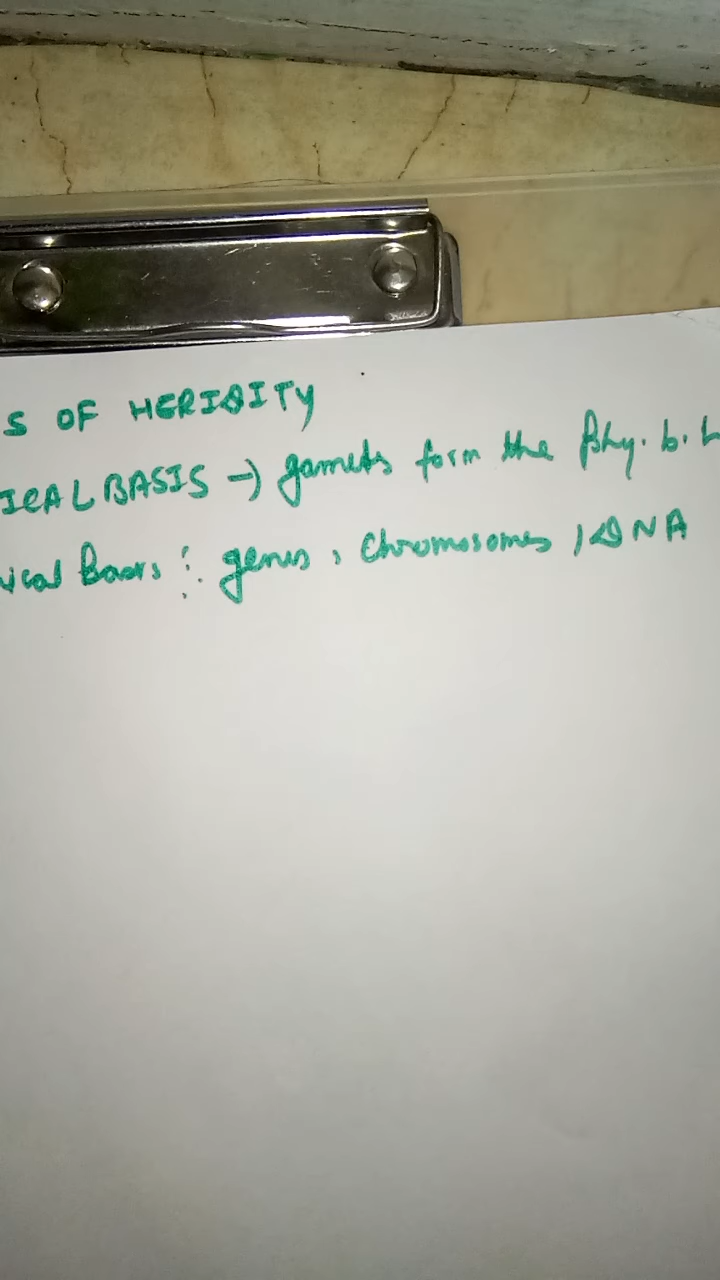 S OF HERIDITY
ICAL BASIS → gamets form the Phy. b. h
ical Basis : genes, chromosomes, DNA